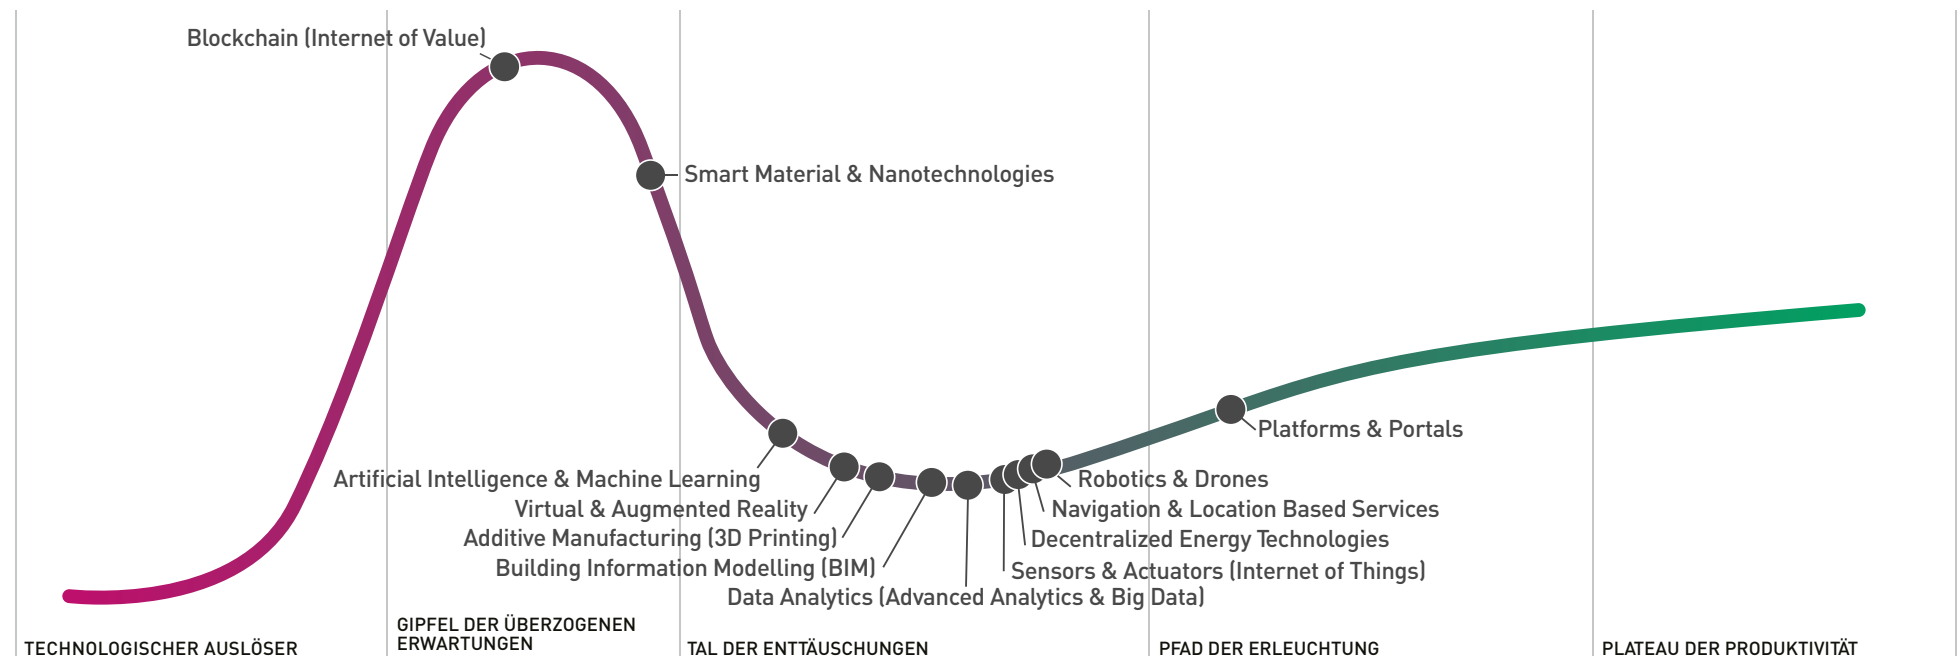 Blockchain (Internet of Value)
Smart Material & Nanotechnologies
Platforms & Portals
Artificial Intelligence & Machine Learning
Robotics & Drones
Virtual & Augmented Reality
Navigation & Location Based Services
Additive Manufacturing (3D Printing)
Decentralized Energy Technologies
Building Information Modelling (BIM)
Sensors & Actuators (Internet of Things)
Data Analytics (Advanced Analytics & Big Data)
TECHNOLOGISCHER AUSLÖSER
GIPFEL DER ÜBERZOGENEN
ERWARTUNGEN
TAL DER ENTTÄUSCHUNGEN
PFAD DER ERLEUCHTUNG
PLATEAU DER PRODUKTIVITÄT